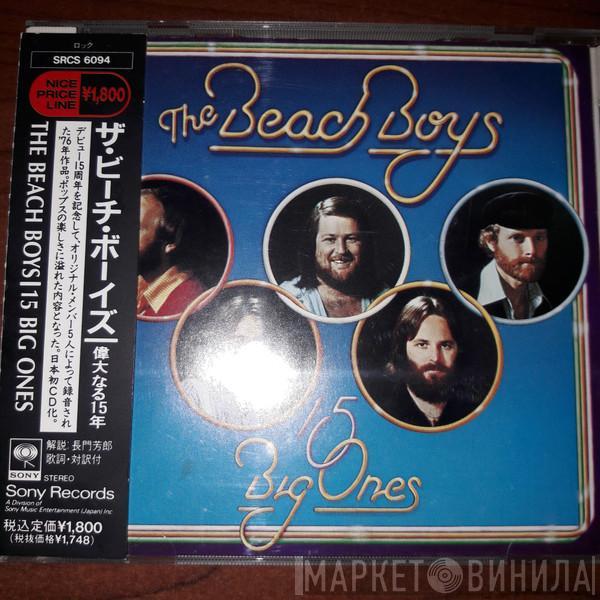 ロック
SRCS 6094
NICE
PRICE
LINE
¥1,800
ザ・ビーチ・ボーイズ/偉大なる15年
デビュー15周年を記念して、オリジナル・メンバー5人によって録音され
た'76年作品。ポップスの楽しさに溢れた内容となった。日本初CD化。
THE BEACH BOYS/15 BIG ONES
解説:長門芳郎
歌詞・対訳付
SONY
STEREO
Sony Records
A Division of
Sony Music Entertainment (Japan) Inc
税込定価¥1,800
(税抜価格¥1,748)
The Beach Boys
15
Big Ones
МАРКЕТ ВИНИЛА